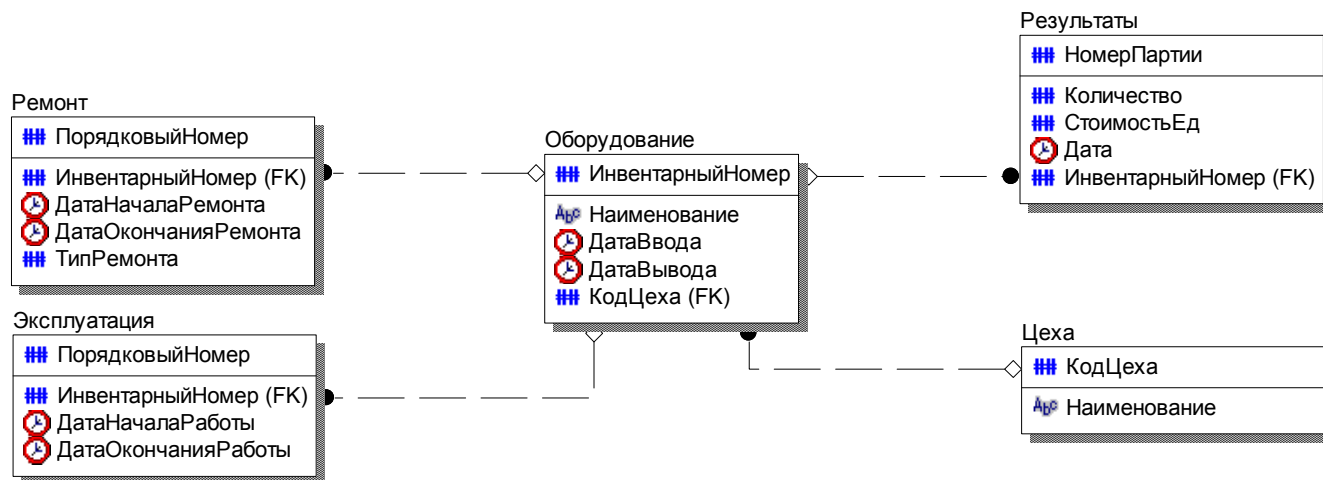 Ремонт
ПорядковыйНомер
ИнвентарныйНомер (FK)
ДатаНачалаРемонта
ДатаОкончанияРемонта
ТипРемонта
Эксплуатация
ПорядковыйНомер
ИнвентарныйНомер (FK)
ДатаНачалаРаботы
ДатаОкончанияРаботы
Оборудование
ИнвентарныйНомер
Наименование
ДатаВвода
ДатаВывода
КодЦеха (FK)
Результаты
НомерПартии
Количество
СтоимостьЕд
Дата
ИнвентарныйНомер (FK)
Цеха
КодЦеха
Наименование